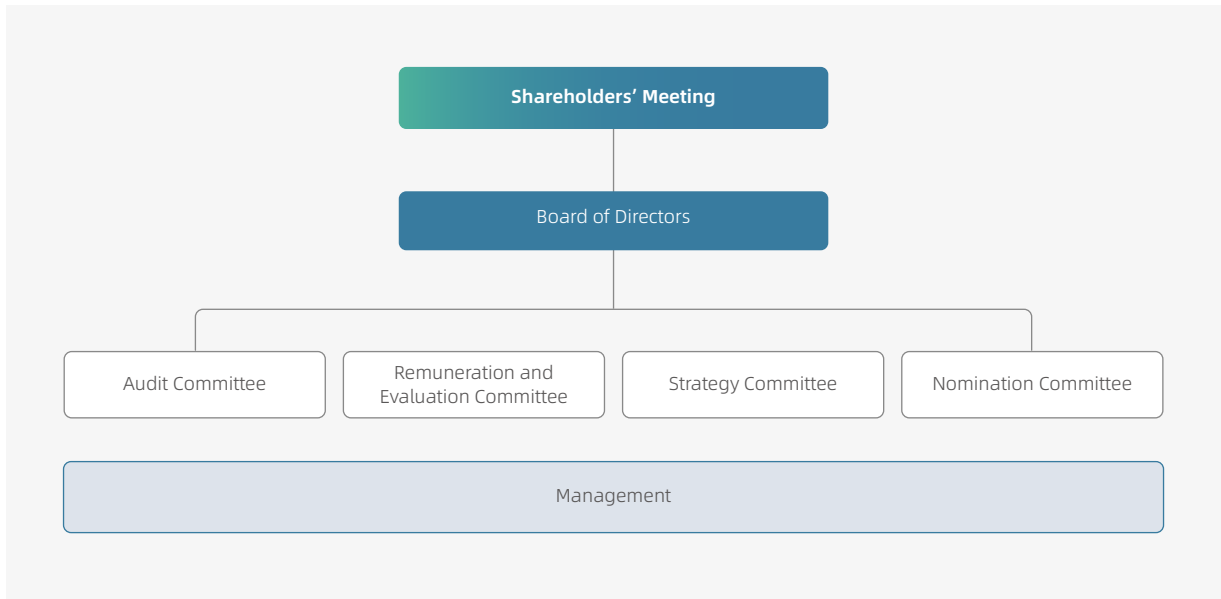 Shareholders’ Meeting
Board of Directors
Audit Committee
Remuneration and
Evaluation Committee
Strategy Committee
Nomination Committee
Management